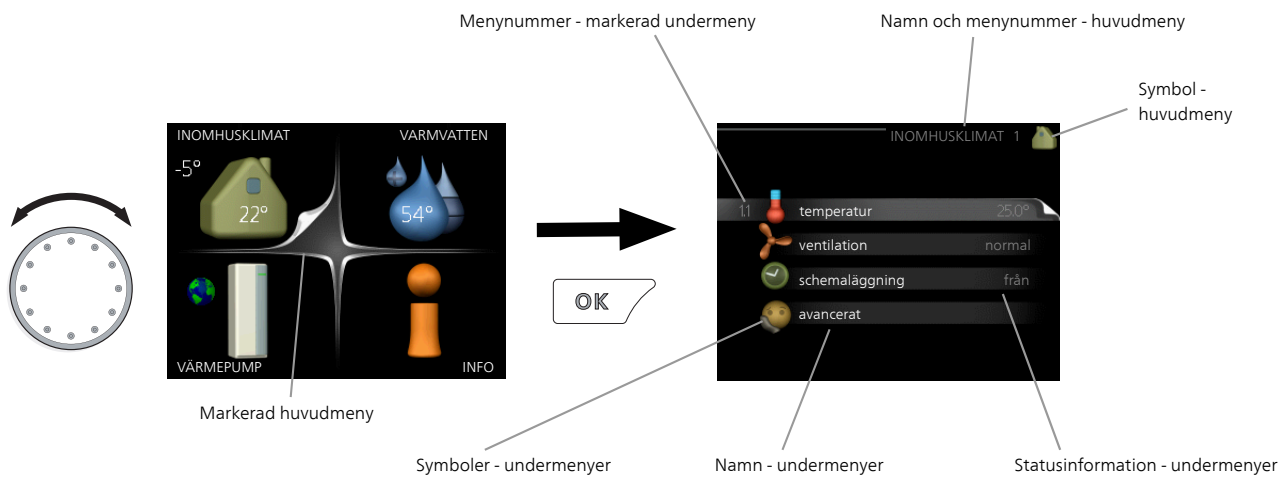 Menynummer - markerad undermeny
Namn och menynummer - huvudmeny
Symbol -
huvudmeny
INOMHUSKLIMAT
VARMVATTEN
-5°
22°
54°
VÄRMEPUMP
INFO
Markerad huvudmeny
OK
INOMHUSKLIMAT 1
1.1 temperatur 25.0°
ventilation normal
schemaläggning från
avancerat
Symboler - undermenyer
Namn - undermenyer
Statusinformation - undermenyer